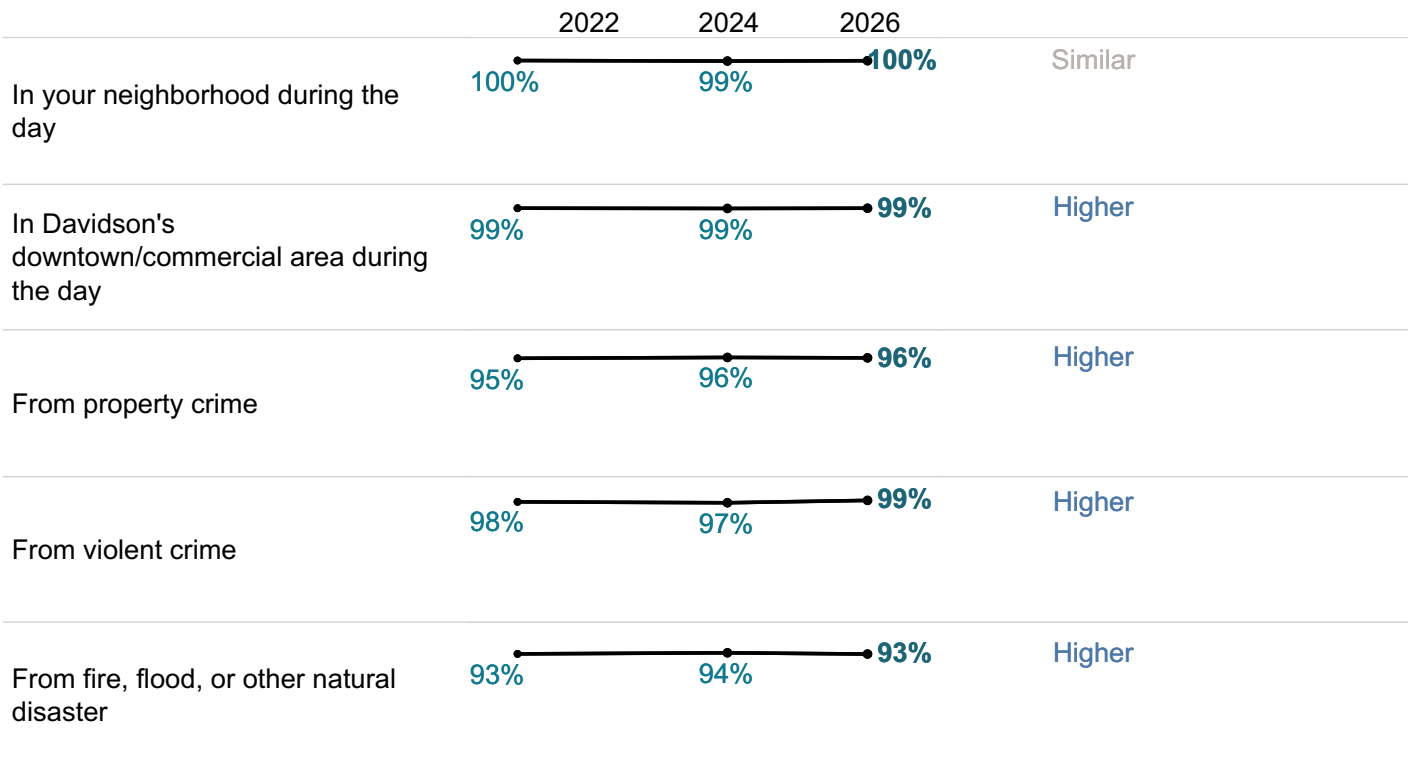 2022 2024 2026
100% 99% 100% Similar
In your neighborhood during the
day
99% 99% 99% Higher
In Davidson's
downtown/commercial area during
the day
95% 96% 96% Higher
From property crime
98% 97% 99% Higher
From violent crime
93% 94% 93% Higher
From fire, flood, or other natural
disaster